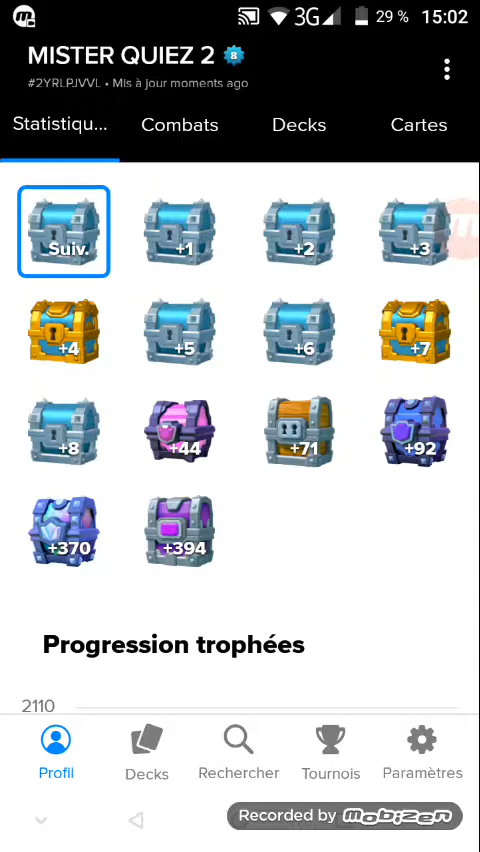 3G 29 % 15:02
MISTER QUIEZ 2 8
#2YRLPJVVL • Mis à jour moments ago
Statistiqu... Combats Decks Cartes
Suiv. +1 +2 +3
+4 +5 +6 +7
+8 +44 +71 +92
+370 +394
Progression trophées
2110
Profil Decks Rechercher Tournois Paramètres
Recorded by mobizen